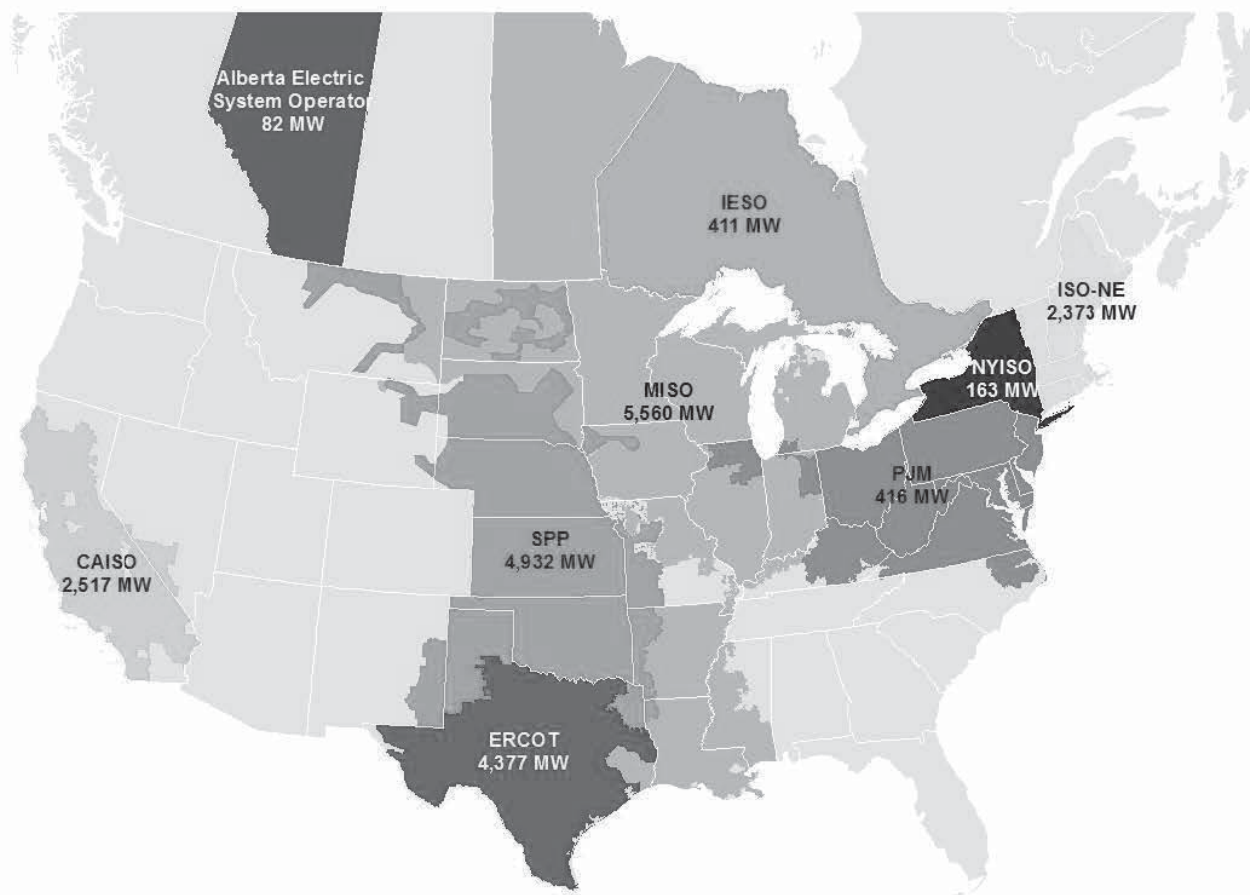 Alberta Electric
System Operator
82 MW
IESO
411 MW
ISO-NE
2,373 MW
NYISO
163 MW
MISO
5,560 MW
PJM
416 MW
SPP
4,932 MW
CAISO
2,517 MW
ERCOT
4,377 MW